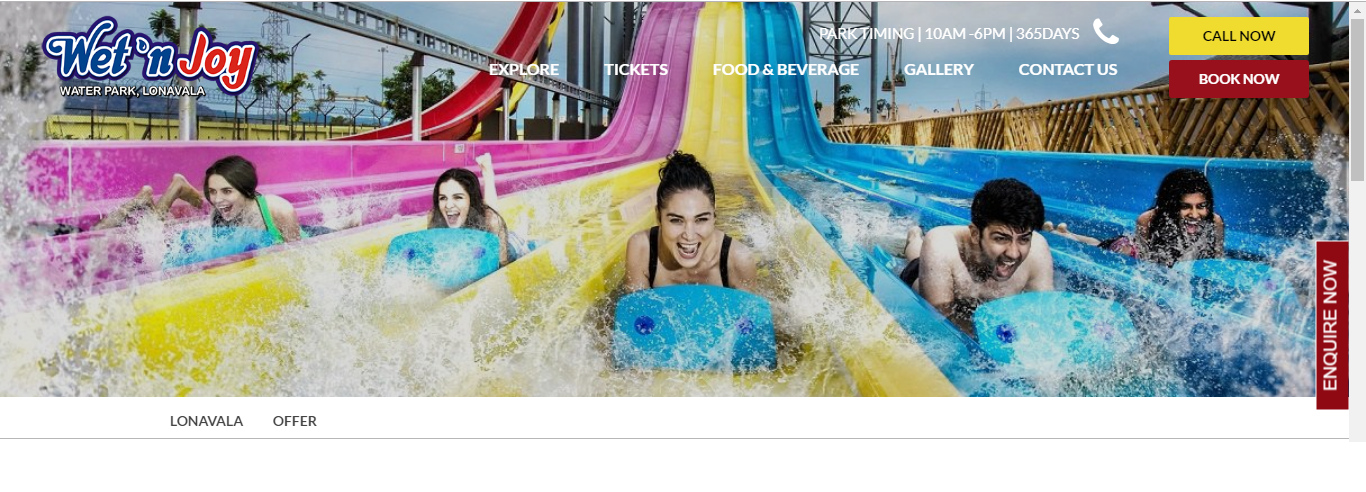 Wet'n Joy
WATER PARK, LONAVALA
PARK TIMING | 10AM -6PM | 365DAYS
CALL NOW
EXPLORE TICKETS FOOD & BEVERAGE GALLERY CONTACT US
BOOK NOW
ENQUIRE NOW
LONAVALA OFFER